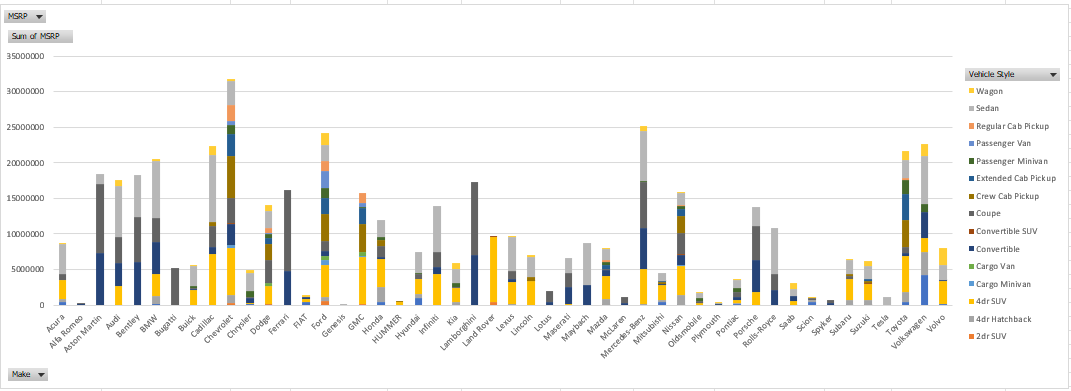 MSRP
Sum of MSRP
35000000
30000000
25000000
20000000
15000000
10000000
5000000
0
Acura
Alfa Romeo
Aston Martin
Audi
Bentley
BMW
Bugatti
Buick
Cadillac
Chevrolet
Chrysler
Dodge
Ferrari
FIAT
Ford
Genesis
GMC
Honda
HUMMER
Hyundai
Infiniti
Kia
Lamborghini
Land Rover
Lexus
Lincoln
Lotus
Maserati
Maybach
Mazda
McLaren
Mercedes-Benz
Mitsubishi
Nissan
Oldsmobile
Plymouth
Pontiac
Porsche
Rolls-Royce
Saab
Scion
Spyker
Subaru
Suzuki
Tesla
Toyota
Volkswagen
Volvo
Vehicle Style
Wagon
Sedan
Regular Cab Pickup
Passenger Van
Passenger Minivan
Extended Cab Pickup
Crew Cab Pickup
Coupe
Convertible SUV
Convertible
Cargo Van
Cargo Minivan
4dr SUV
4dr Hatchback
2dr SUV
Make